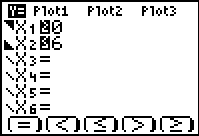 X= Plot1 Plot2 Plot3
X1 ≥0
X2 ≤6
X3 =
X4 =
X5 =
X6 =
= < ≤ > ≥